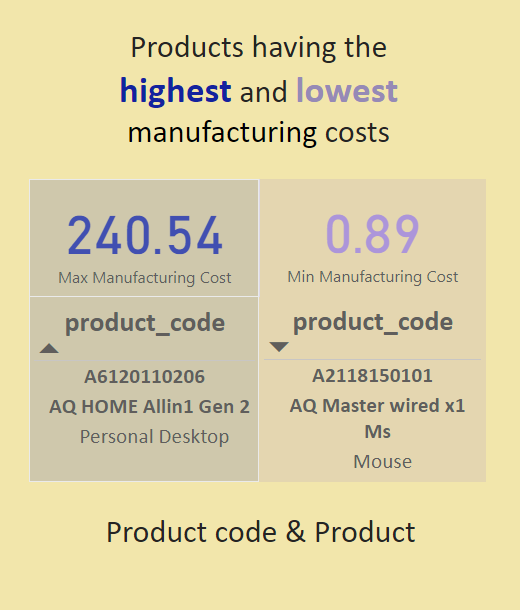 Products having the
highest and lowest
manufacturing costs
240.54
Max Manufacturing Cost
product_code
A6120110206
AQ HOME Allin1 Gen 2
Personal Desktop
0.89
Min Manufacturing Cost
product_code
A2118150101
AQ Master wired x1
Ms
Mouse
Product code & Product